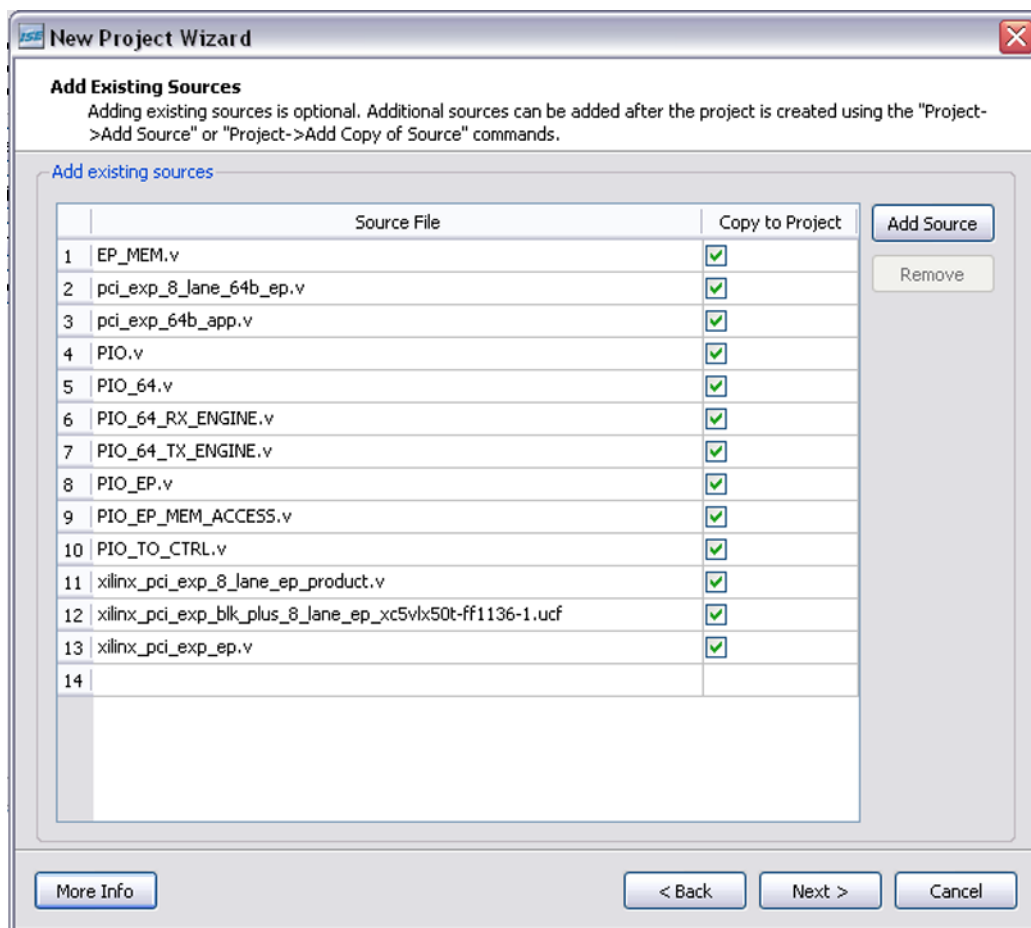 ISE New Project Wizard
Add Existing Sources
Adding existing sources is optional. Additional sources can be added after the project is created using the "Project-
>Add Source" or "Project->Add Copy of Source" commands.
Add existing sources
Source File Copy to Project Add Source
1 EP_MEM.v
Remove
2 pci_exp_8_lane_64b_ep.v
3 pci_exp_64b_app.v
4 PIO.v
5 PIO_64.v
6 PIO_64_RX_ENGINE.v
7 PIO_64_TX_ENGINE.v
8 PIO_EP.v
9 PIO_EP_MEM_ACCESS.v
10 PIO_TO_CTRL.v
11 xilinx_pci_exp_8_lane_ep_product.v
12 xilinx_pci_exp_blk_plus_8_lane_ep_xc5vlx50t-ff1136-1.ucf
13 xilinx_pci_exp_ep.v
14
More Info < Back Next > Cancel